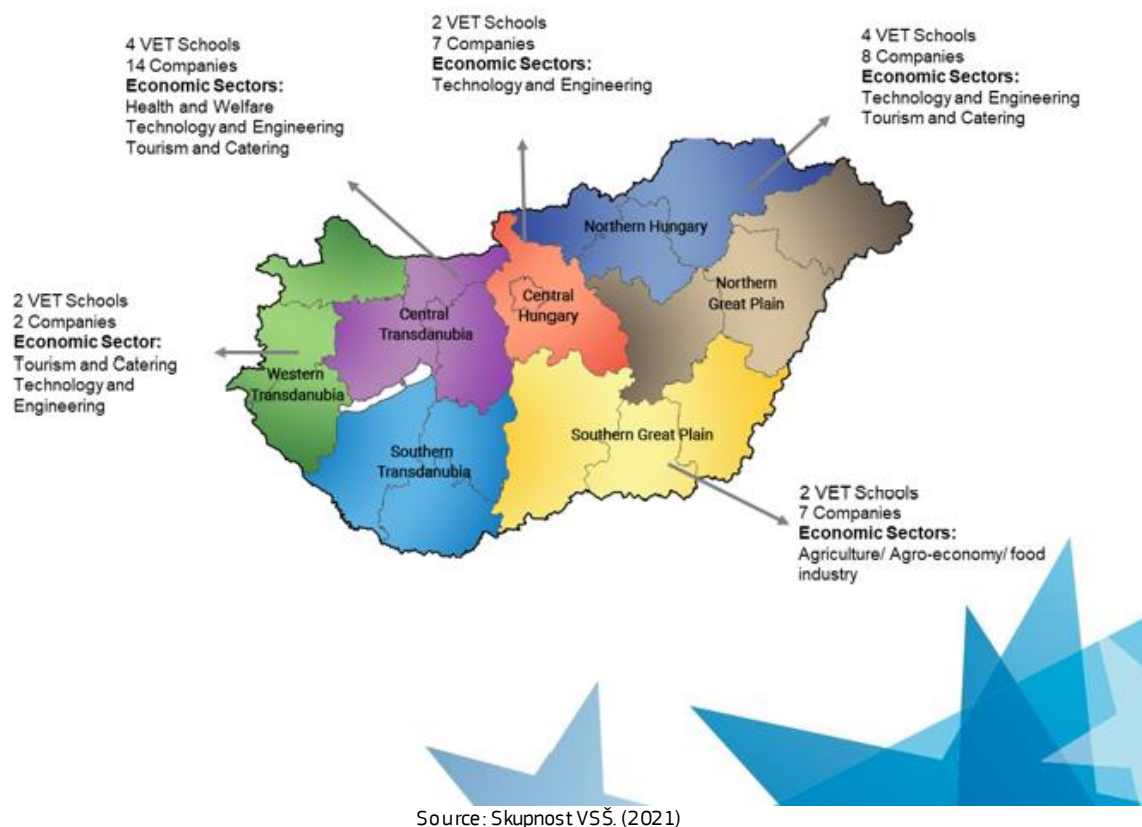 4 VET Schools
14 Companies
Economic Sectors:
Health and Welfare
Technology and Engineering
Tourism and Catering
2 VET Schools
7 Companies
Economic Sectors:
Technology and Engineering
4 VET Schools
8 Companies
Economic Sectors:
Technology and Engineering
Tourism and Catering
2 VET Schools
2 Companies
Economic Sector:
Tourism and Catering
Technology and
Engineering
Northern Hungary
Northern
Great Plain
Central
Hungary
Central
Transdanubia
Western
Transdanubia
Southern
Transdanubia
Southern Great Plain
2 VET Schools
7 Companies
Economic Sectors:
Agriculture/ Agro-economy/ food
industry
Source: Skupnost VSŠ. (2021)